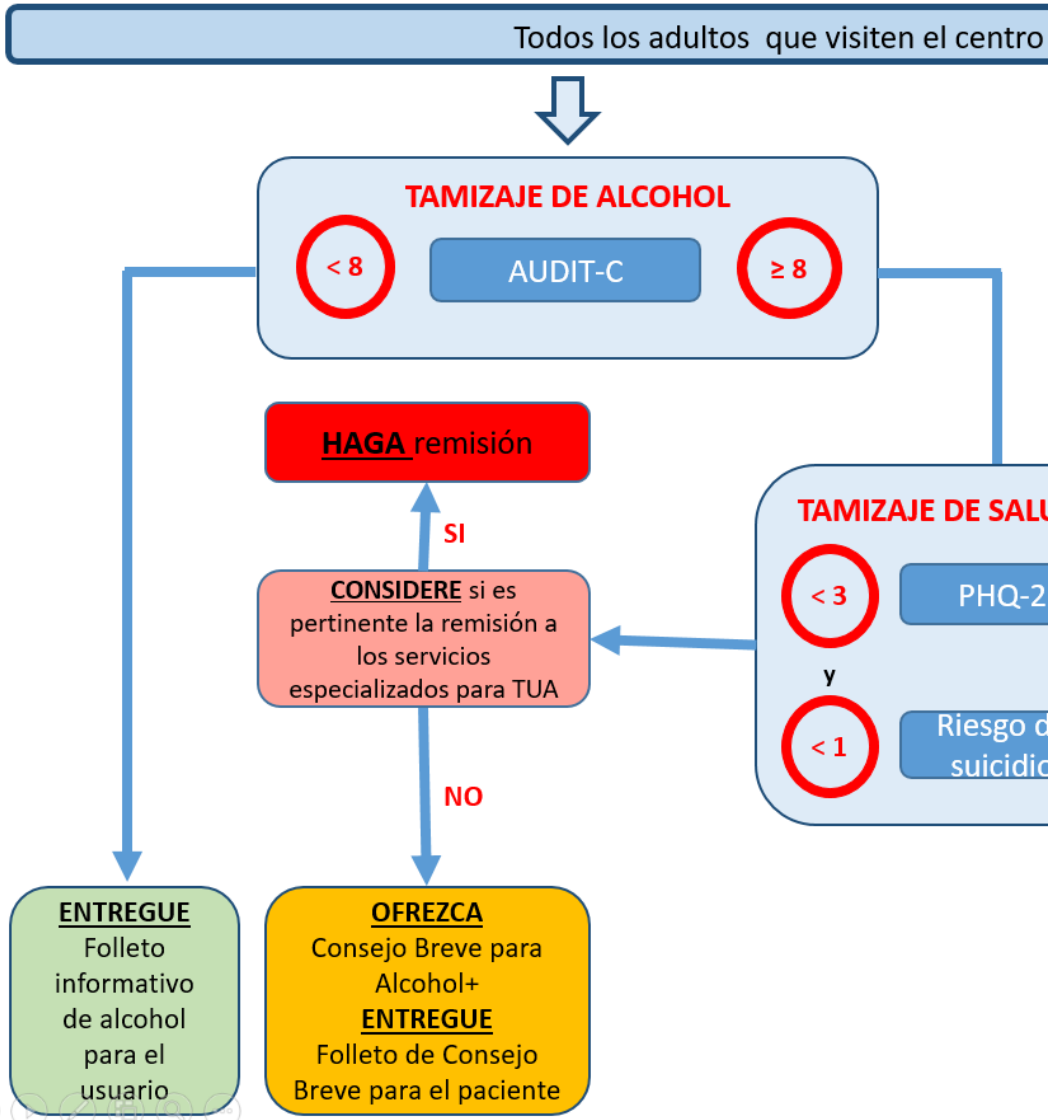 Todos los adultos que visiten el centro
TAMIZAJE DE ALCOHOL
< 8
AUDIT-C
≥ 8
HAGA remisión
SI
CONSIDERE si es
pertinente la remisión a
los servicios
especializados para TUA
NO
TAMIZAJE DE SALU
< 3
PHQ-2
y
< 1
Riesgo d
suicidio
ENTREGUE
Folleto
informativo
de alcohol
para el
usuario
OFREZCA
Consejo Breve para
Alcohol+
ENTREGUE
Folleto de Consejo
Breve para el paciente